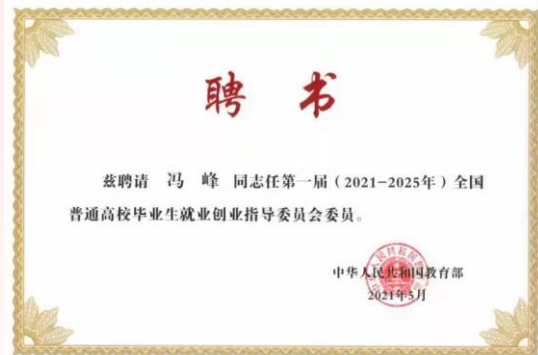 聘 书
兹聘请 冯 峰 同志任第一届（2021-2025年）全国
普通高校毕业生就业创业指导委员会委员。
中华人民共和国教育部
2021年5月